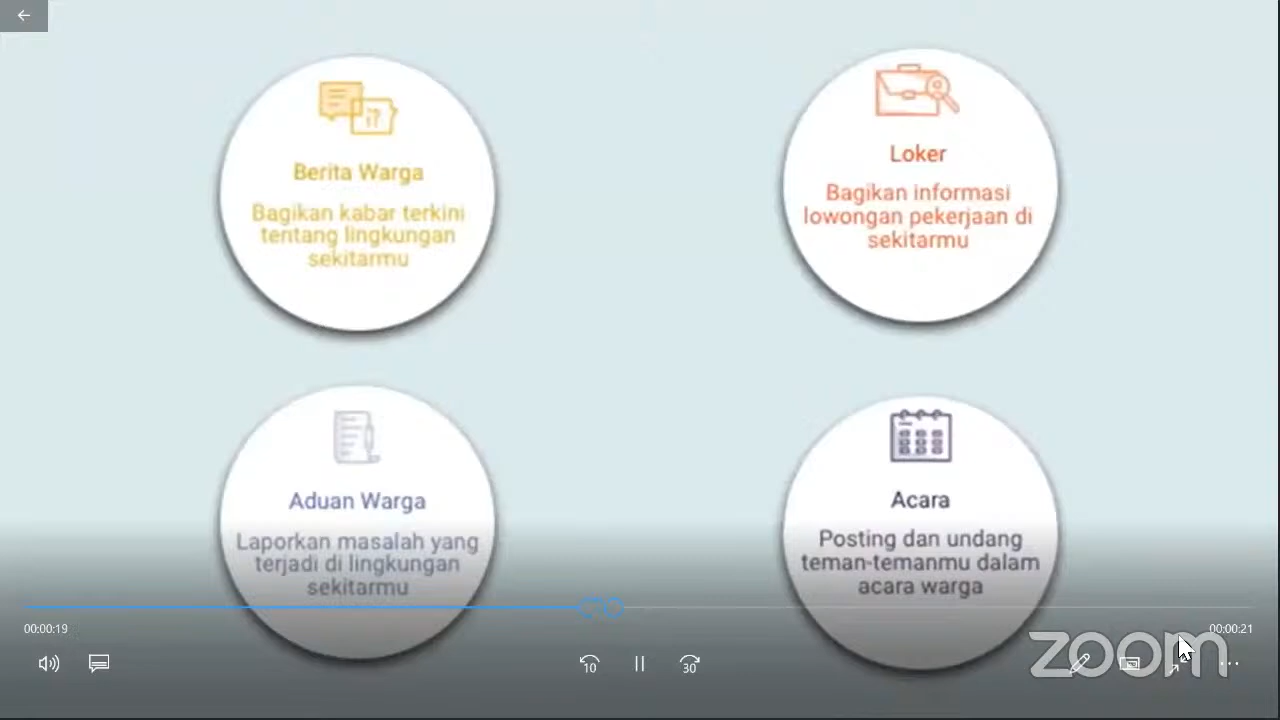 Berita Warga
Bagikan kabar terkini
tentang lingkungan
sekitarmu
Loker
Bagikan informasi
lowongan pekerjaan di
sekitarmu
Aduan Warga
Laporkan masalah yang
terjadi di lingkungan
sekitarmu
Acara
Posting dan undang
teman-temanmu dalam
acara warga
00:00:19
00:00:21
10
30
zoom